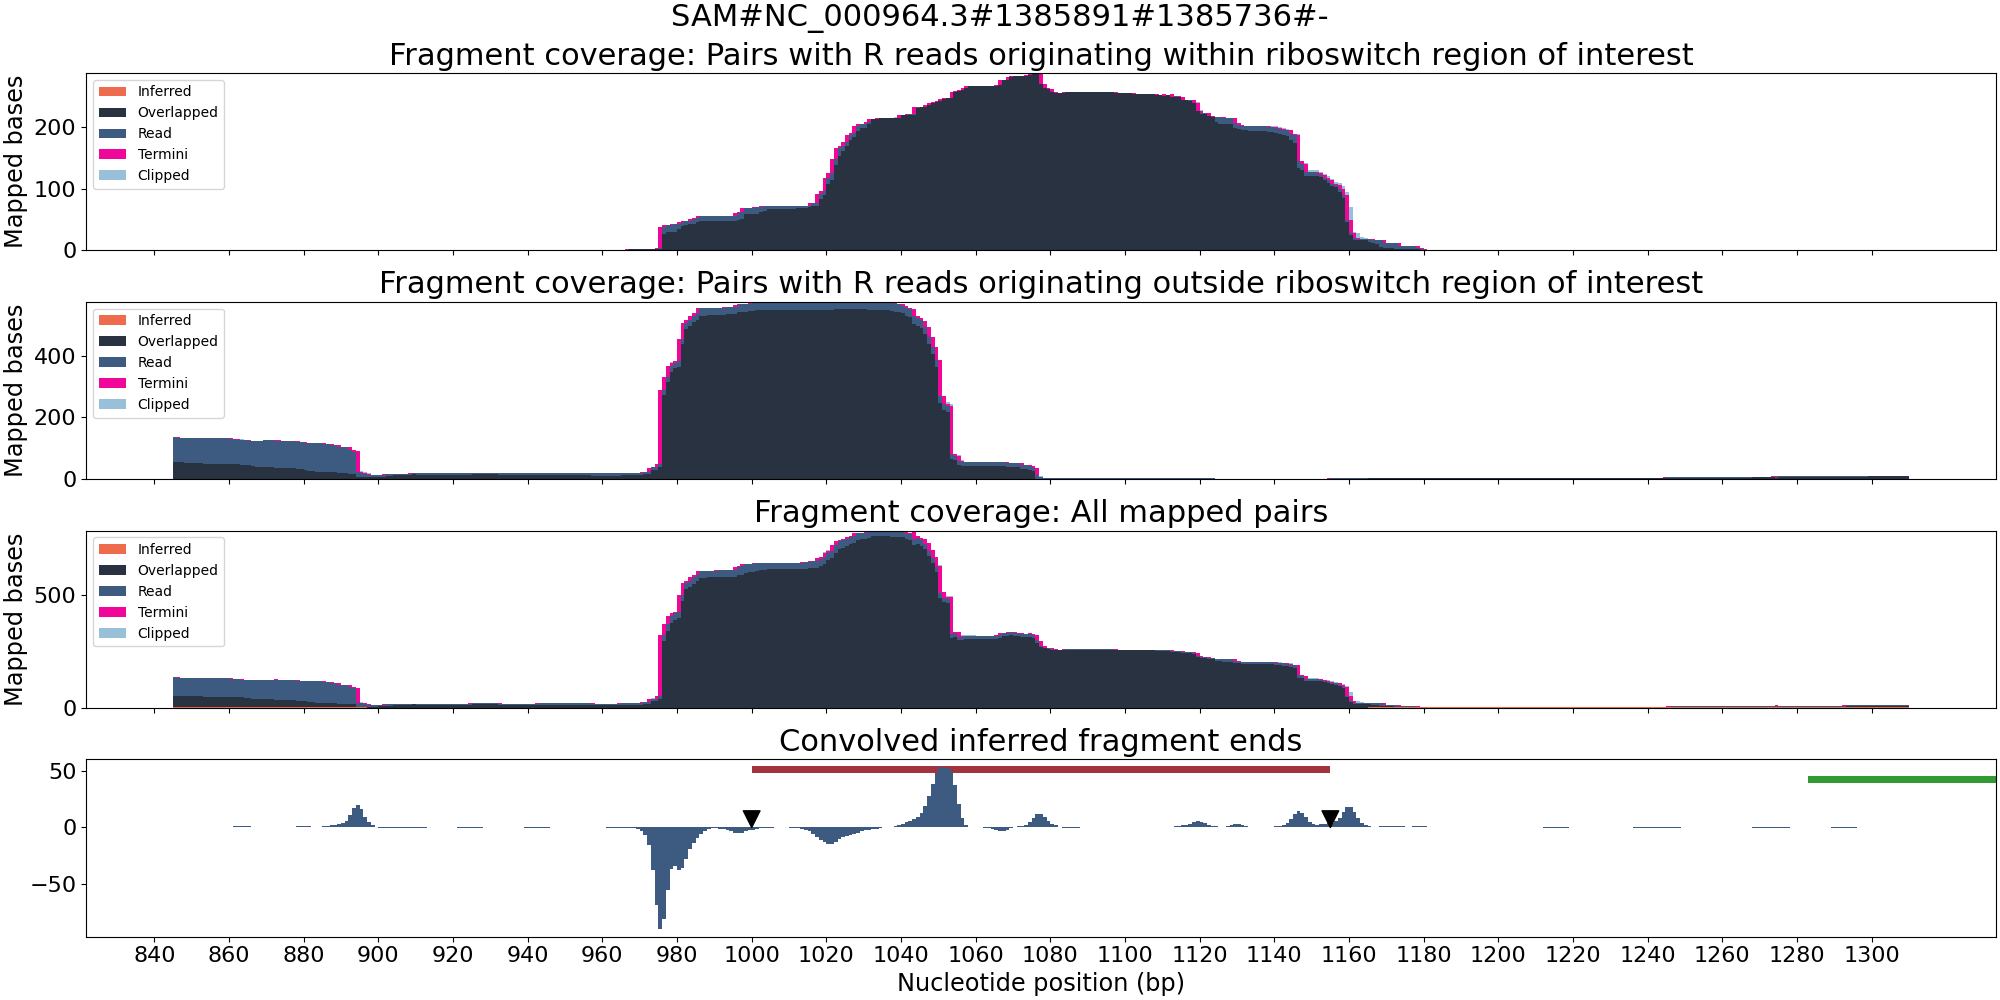 SAM#NC_000964.3#1385891#1385736#-
Fragment coverage: Pairs with R reads originating within riboswitch region of interest
Mapped bases
200
100
0
Inferred
Overlapped
Read
Termini
Clipped
Fragment coverage: Pairs with R reads originating outside riboswitch region of interest
Mapped bases
400
200
0
Inferred
Overlapped
Read
Termini
Clipped
Fragment coverage: All mapped pairs
Mapped bases
500
0
Inferred
Overlapped
Read
Termini
Clipped
Convolved inferred fragment ends
50
0
−50
840 860 880 900 920 940 960 980 1000 1020 1040 1060 1080 1100 1120 1140 1160 1180 1200 1220 1240 1260 1280 1300
Nucleotide position (bp)